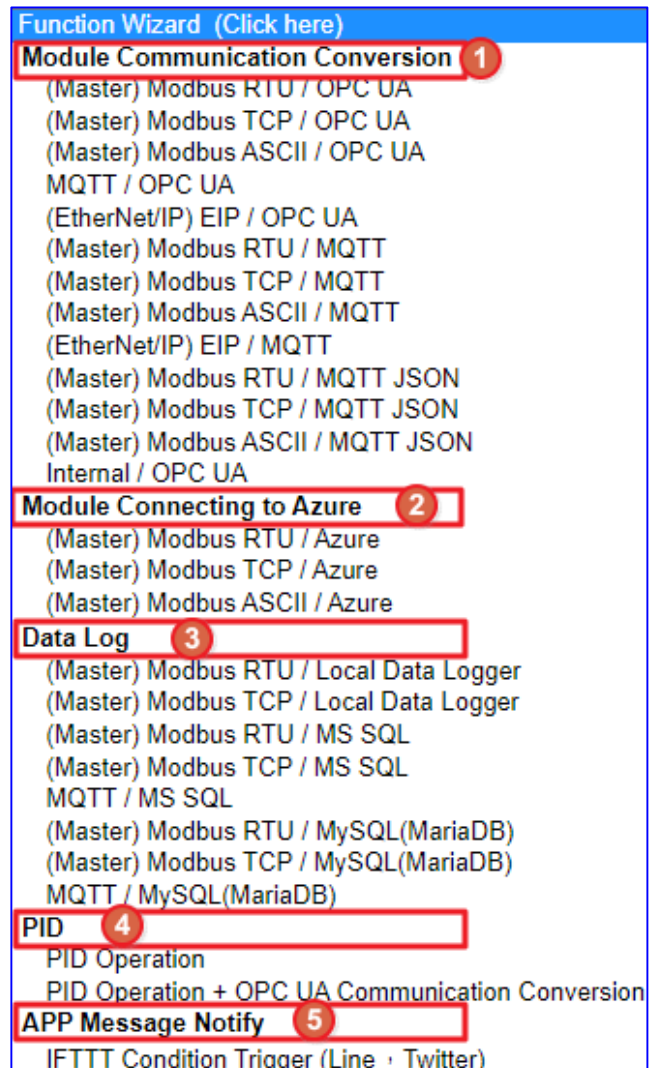 Function Wizard (Click here)
Module Communication Conversion 1
(Master) Modbus RTU / OPC UA
(Master) Modbus TCP / OPC UA
(Master) Modbus ASCII / OPC UA
MQTT / OPC UA
(EtherNet/IP) EIP / OPC UA
(Master) Modbus RTU / MQTT
(Master) Modbus TCP / MQTT
(Master) Modbus ASCII / MQTT
(EtherNet/IP) EIP / MQTT
(Master) Modbus RTU / MQTT JSON
(Master) Modbus TCP / MQTT JSON
(Master) Modbus ASCII / MQTT JSON
Internal / OPC UA
Module Connecting to Azure 2
(Master) Modbus RTU / Azure
(Master) Modbus TCP / Azure
(Master) Modbus ASCII / Azure
Data Log 3
(Master) Modbus RTU / Local Data Logger
(Master) Modbus TCP / Local Data Logger
(Master) Modbus RTU / MS SQL
(Master) Modbus TCP / MS SQL
MQTT / MS SQL
(Master) Modbus RTU / MySQL(MariaDB)
(Master) Modbus TCP / MySQL(MariaDB)
MQTT / MySQL(MariaDB)
PID 4
PID Operation
PID Operation + OPC UA Communication Conversion
APP Message Notify 5
IFTTT Condition Trigger (Line，Twitter)